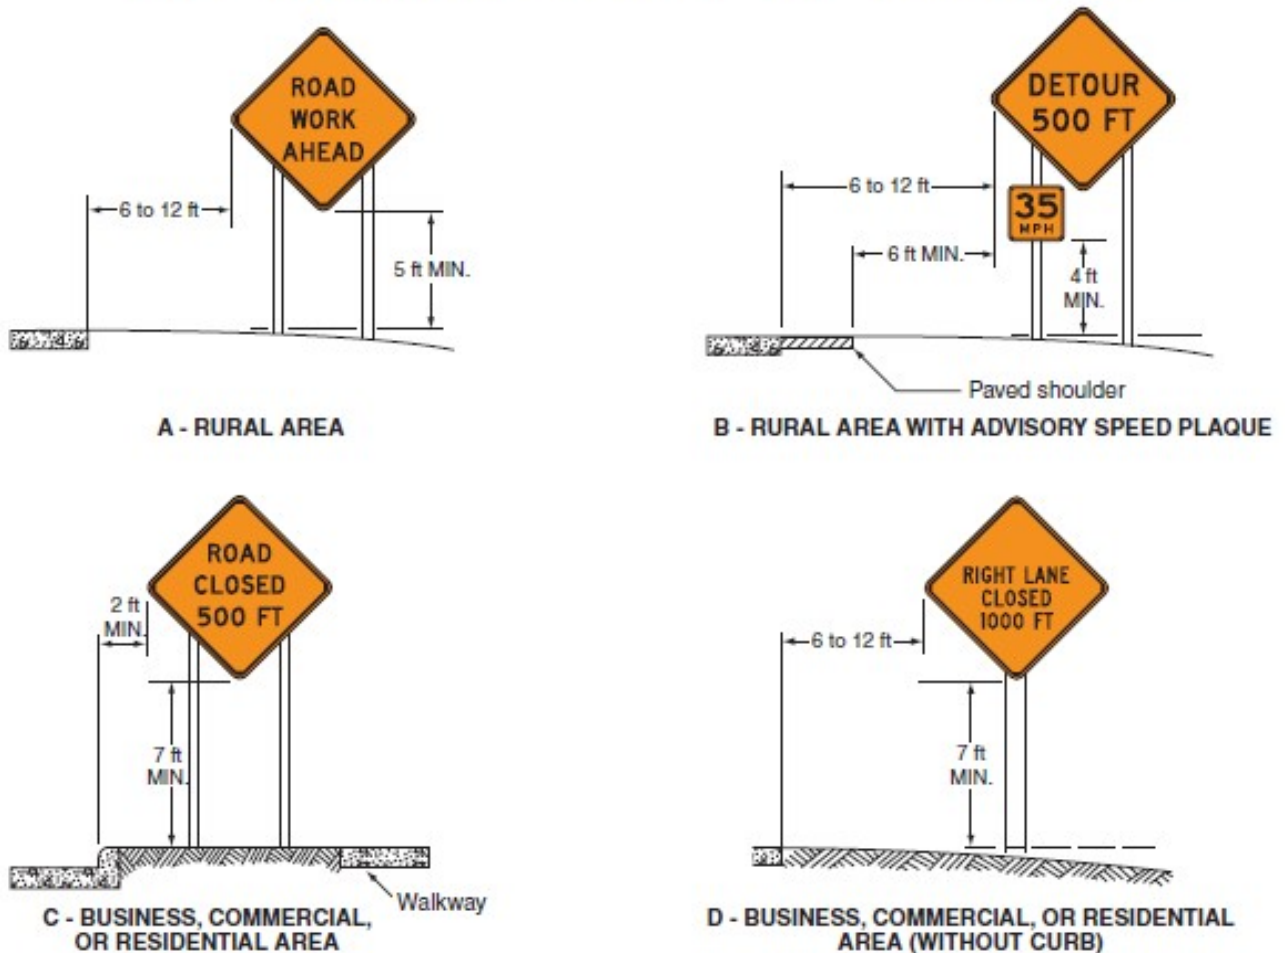 ROAD
WORK
AHEAD
6 to 12 ft
5 ft MIN.
A - RURAL AREA
DETOUR
500 FT
35
MPH
6 to 12 ft
6 ft MIN.
4 ft
MIN.
Paved shoulder
B - RURAL AREA WITH ADVISORY SPEED PLAQUE
ROAD
CLOSED
500 FT
2 ft
MIN.
7 ft
MIN.
Walkway
C - BUSINESS, COMMERCIAL,
OR RESIDENTIAL AREA
RIGHT LANE
CLOSED
1000 FT
6 to 12 ft
7 ft
MIN.
D - BUSINESS, COMMERCIAL, OR RESIDENTIAL
AREA (WITHOUT CURB)